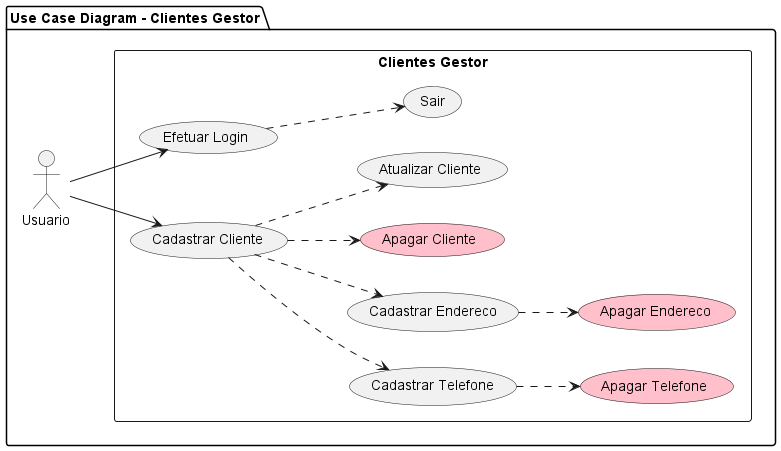 Use Case Diagram - Clientes Gestor
Clientes Gestor
Sair
Efetuar Login
Atualizar Cliente
Usuario
Cadastrar Cliente
Apagar Cliente
Cadastrar Endereco
Apagar Endereco
Cadastrar Telefone
Apagar Telefone